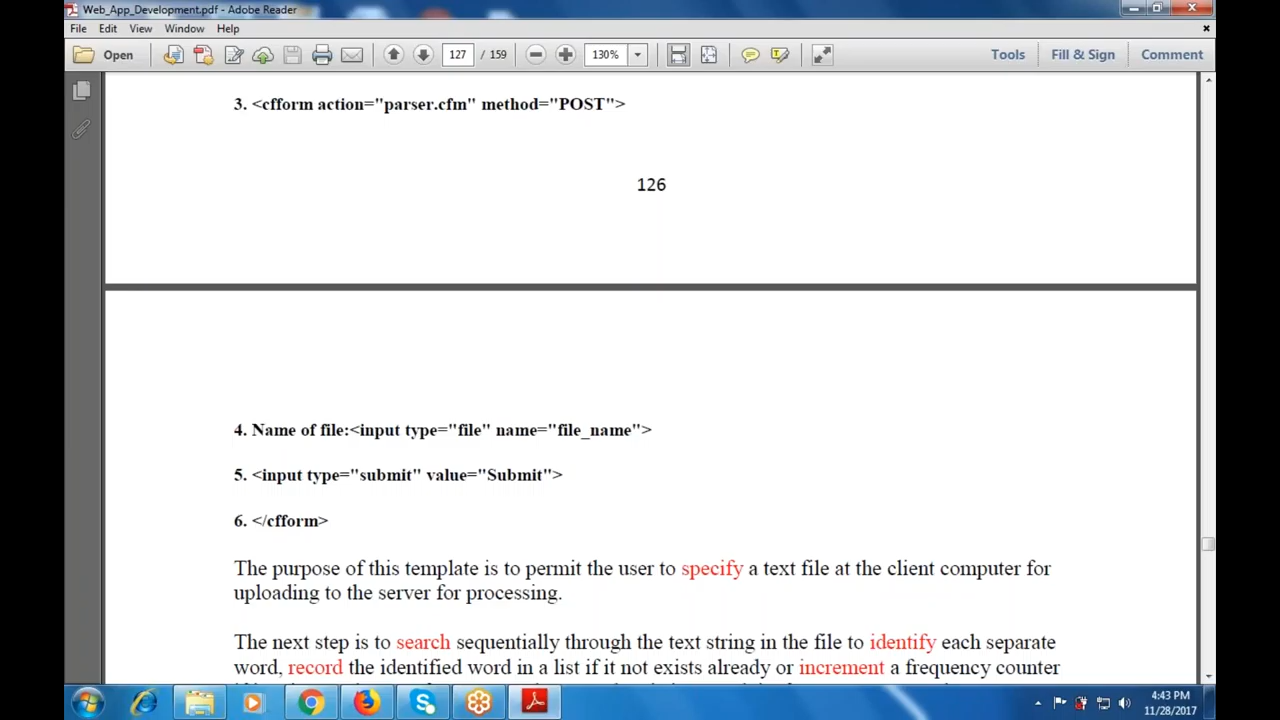 Web_App_Development.pdf - Adobe Reader
File Edit View Window Help
Open 127 / 159 130% Tools Fill & Sign Comment
3. <cfform action="parser.cfm" method="POST">
126
4. Name of file:<input type="file" name="file_name">
5. <input type="submit" value="Submit">
6. </cfform>
The purpose of this template is to permit the user to specify a text file at the client computer for
uploading to the server for processing.
The next step is to search sequentially through the text string in the file to identify each separate
word, record the identified word in a list if it not exists already or increment a frequency counter
4:43 PM
11/28/2017